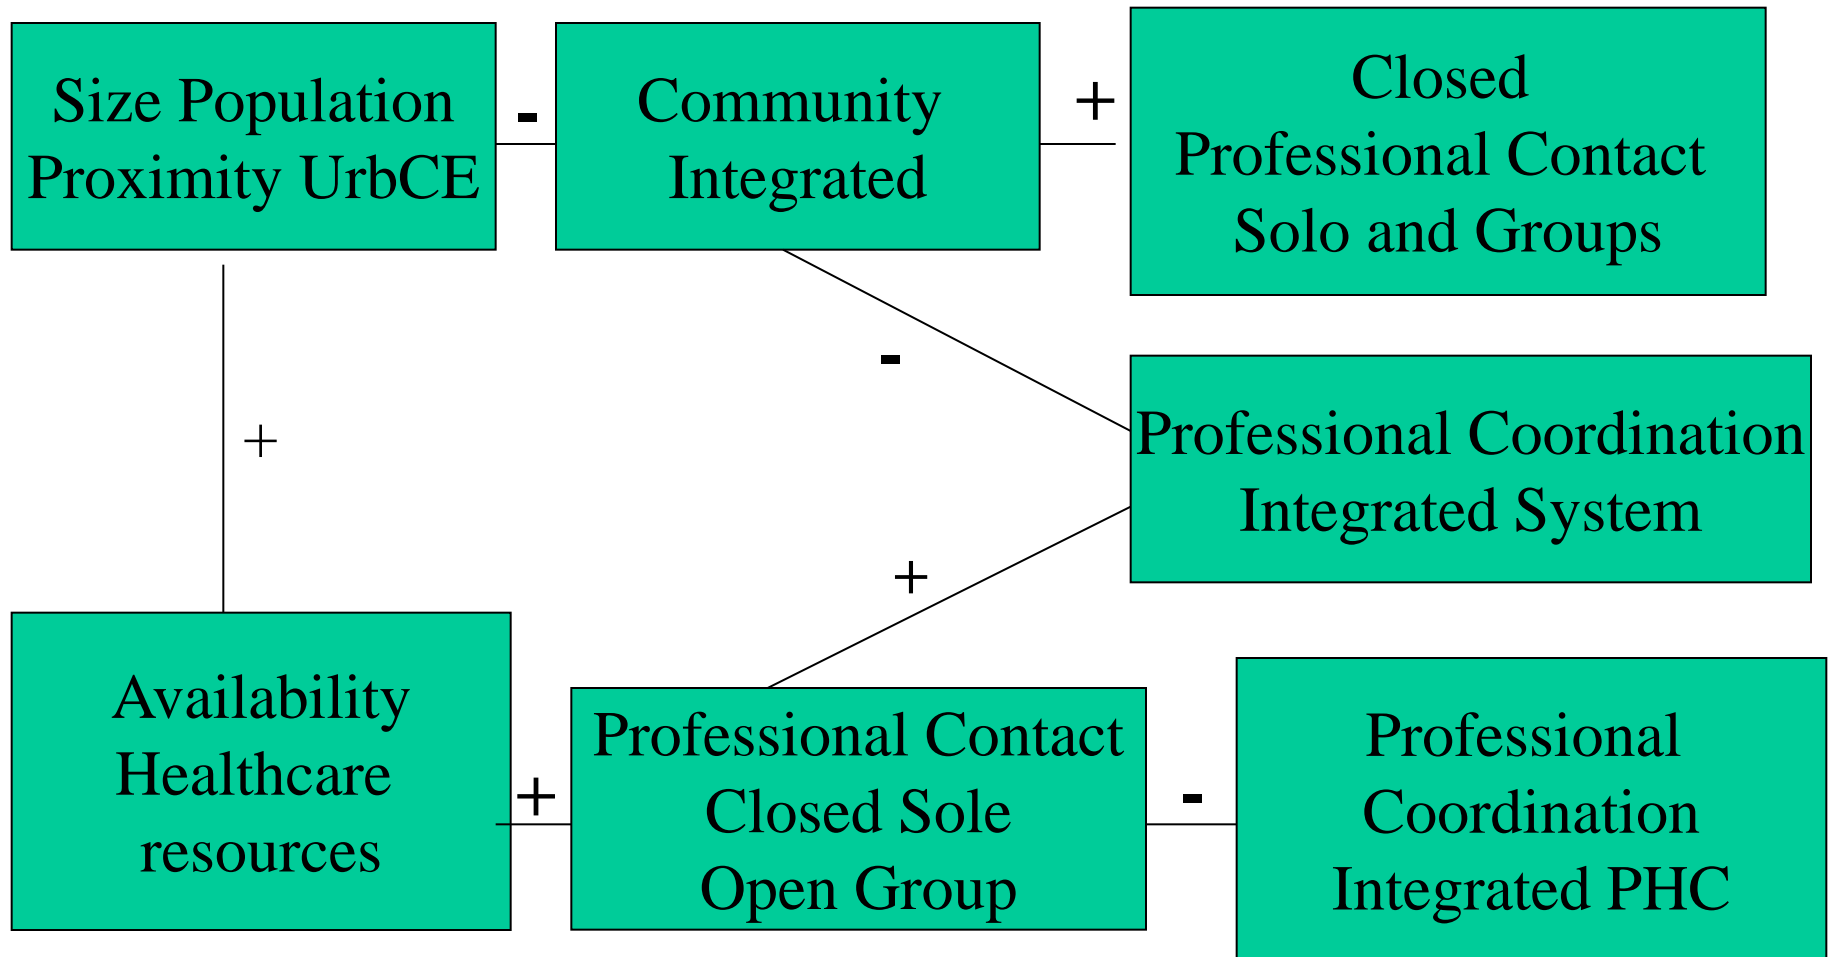 Size Population
Proximity UrbCE
-
Community
Integrated
+
Closed
Professional Contact
Solo and Groups
-
+
Professional Coordination
Integrated System
+
Availability
Healthcare
resources
+
Professional Contact
Closed Sole
Open Group
-
Professional
Coordination
Integrated PHC